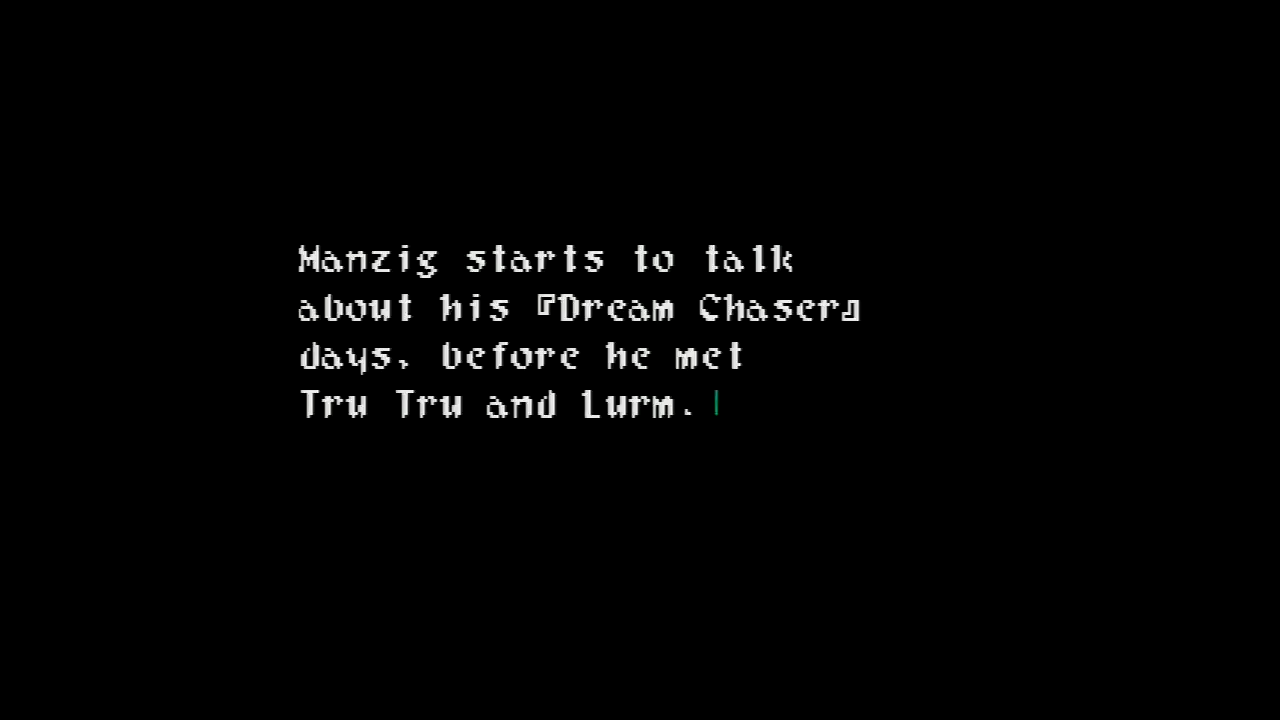 Manzig starts to talk
about his『Dream Chaser』
days, before he met
Tru Tru and Lurm.